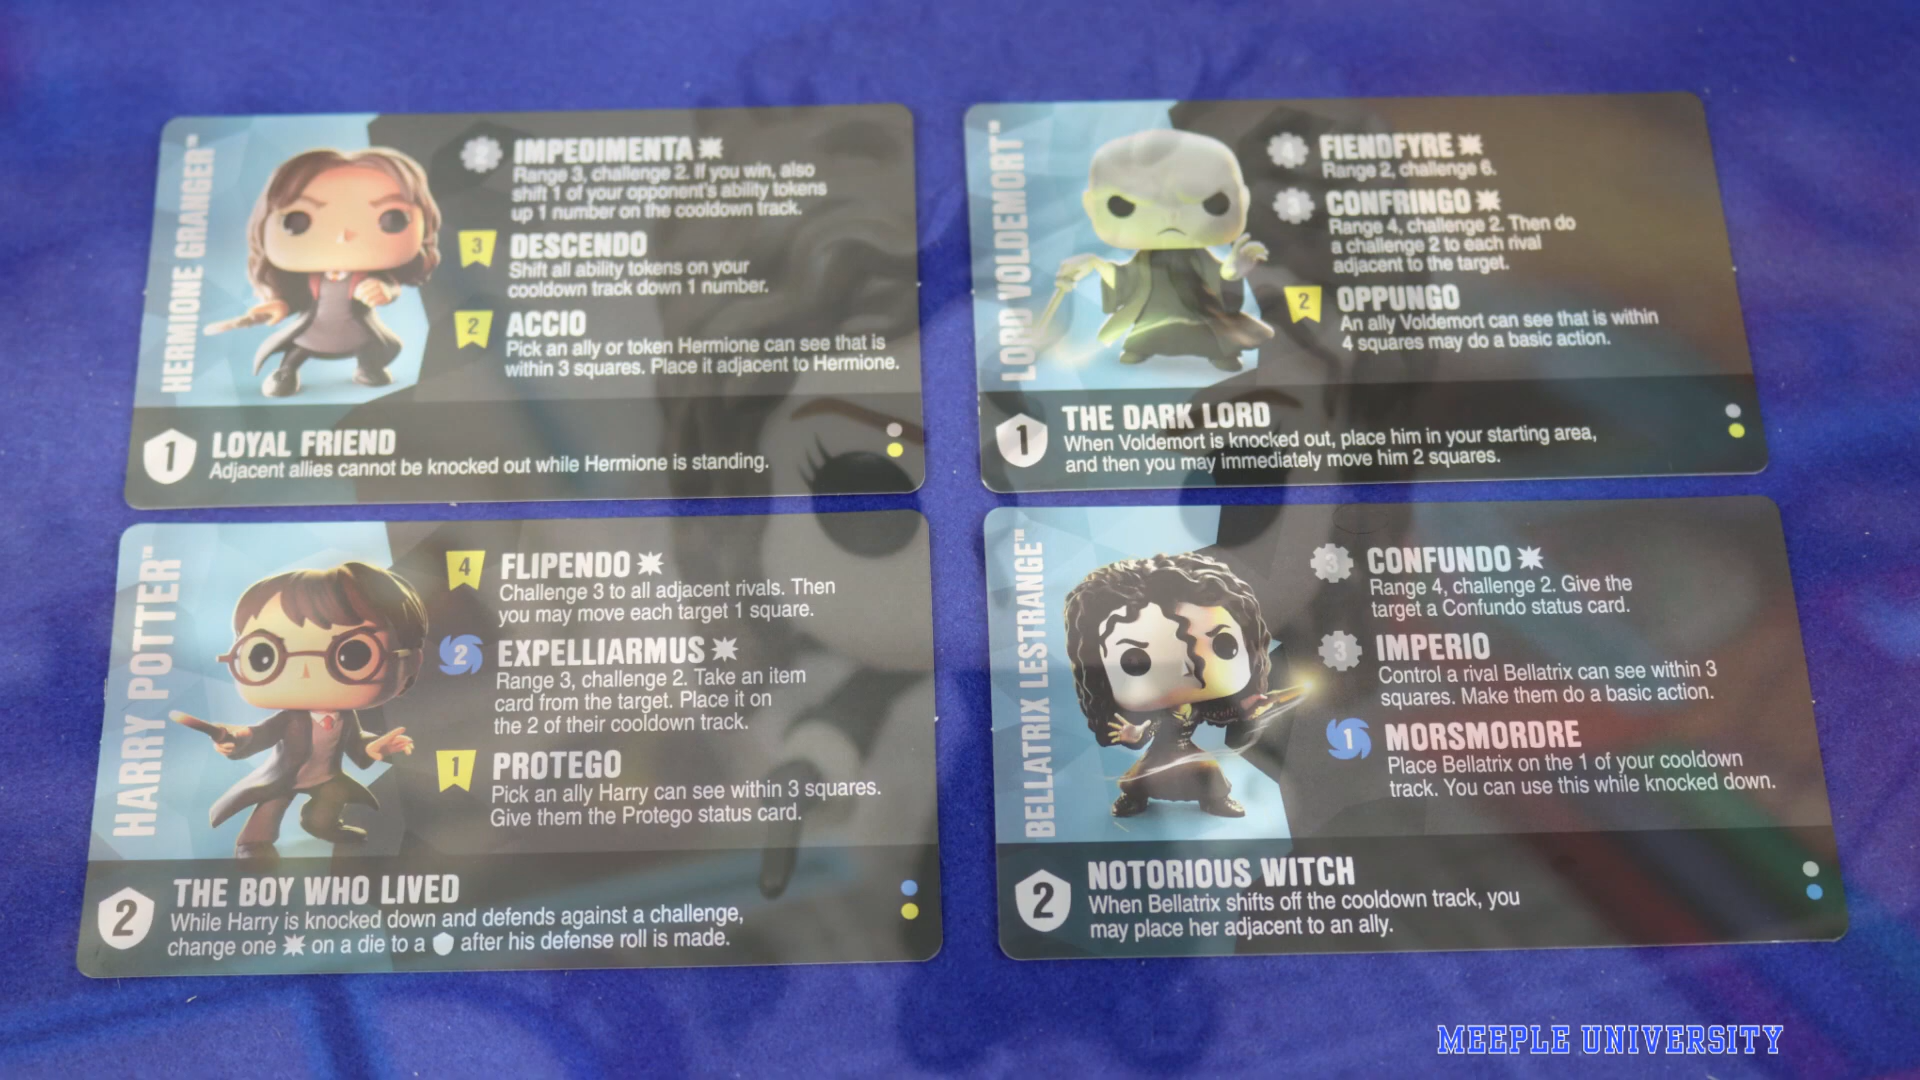 HERMIONE GRANGER™
2 IMPEDIMENTA
Range 3, challenge 2. If you win, also
shift 1 of your opponent's ability tokens
up 1 number on the cooldown track.
3 DESCENDO
Shift all ability tokens on your
cooldown track down 1 number.
2 ACCIO
Pick an ally or token Hermione can see that is
within 3 squares. Place it adjacent to Hermione.
1 LOYAL FRIEND
Adjacent allies cannot be knocked out while Hermione is standing.
LORD VOLDEMORT™
4 FIENDFYRE
Range 2, challenge 6.
3 CONFRINGO
Range 4, challenge 2. Then do
a challenge 2 to each rival
adjacent to the target.
2 OPPUNGO
An ally Voldemort can see that is within
4 squares may do a basic action.
1 THE DARK LORD
When Voldemort is knocked out, place him in your starting area,
and then you may immediately move him 2 squares.
HARRY POTTER™
4 FLIPENDO
Challenge 3 to all adjacent rivals. Then
you may move each target 1 square.
2 EXPELLIARMUS
Range 3, challenge 2. Take an item
card from the target. Place it on
the 2 of their cooldown track.
1 PROTEGO
Pick an ally Harry can see within 3 squares.
Give them the Protego status card.
2 THE BOY WHO LIVED
While Harry is knocked down and defends against a challenge,
change one on a die to a after his defense roll is made.
BELLATRIX LESTRANGE™
3 CONFUNDO
Range 4, challenge 2. Give the
target a Confundo status card.
3 IMPERIO
Control a rival Bellatrix can see within 3
squares. Make them do a basic action.
1 MORSMORDRE
Place Bellatrix on the 1 of your cooldown
track. You can use this while knocked down.
2 NOTORIOUS WITCH
When Bellatrix shifts off the cooldown track, you
may place her adjacent to an ally.
MEEPLE UNIVERSITY